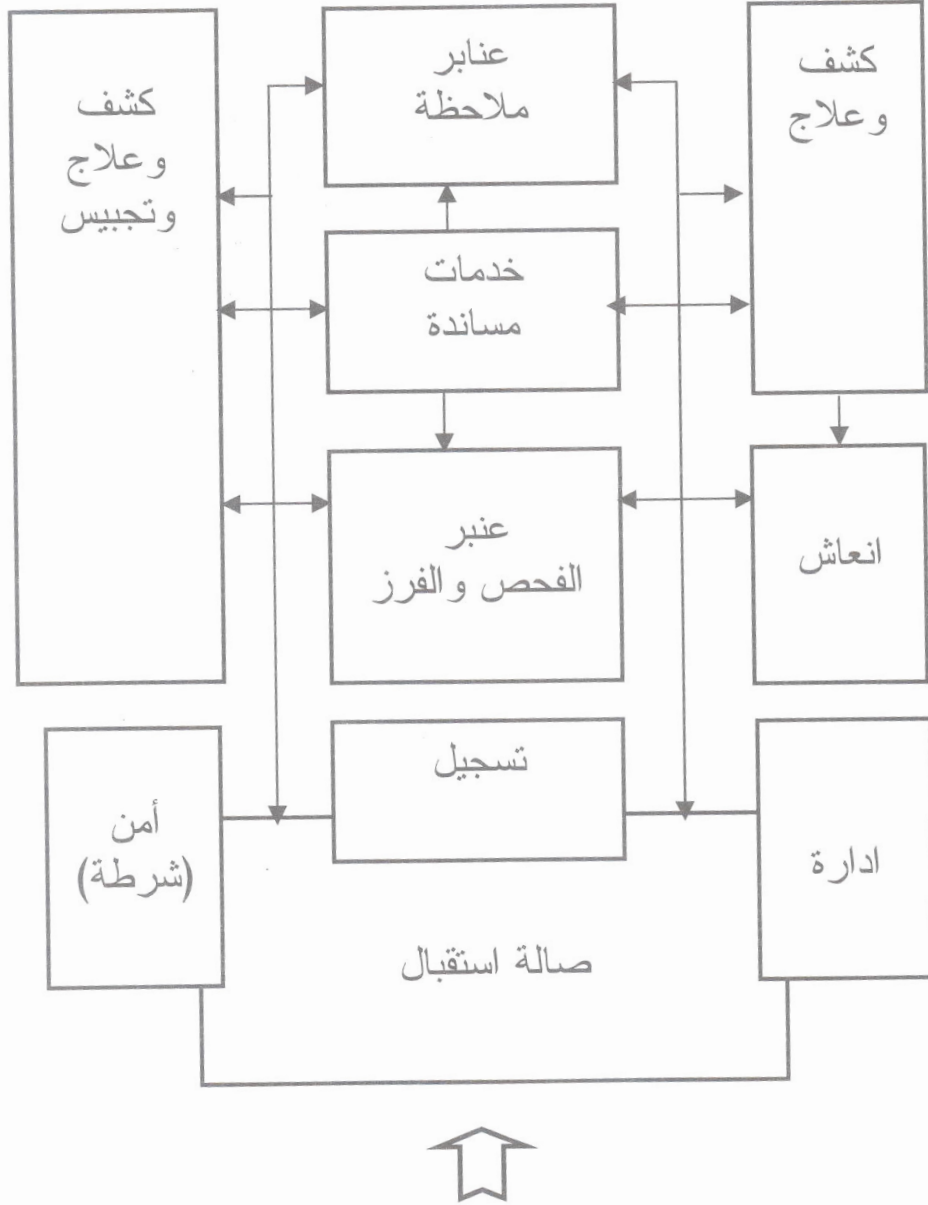 عنابر
ملاحظة
كشف
وعلاج
كشف
وعلاج
وتجبيس
خدمات
مساندة
عنبر
الفحص والفرز
انعاش
تسجيل
ادارة
أمن
(شرطة)
صالة استقبال